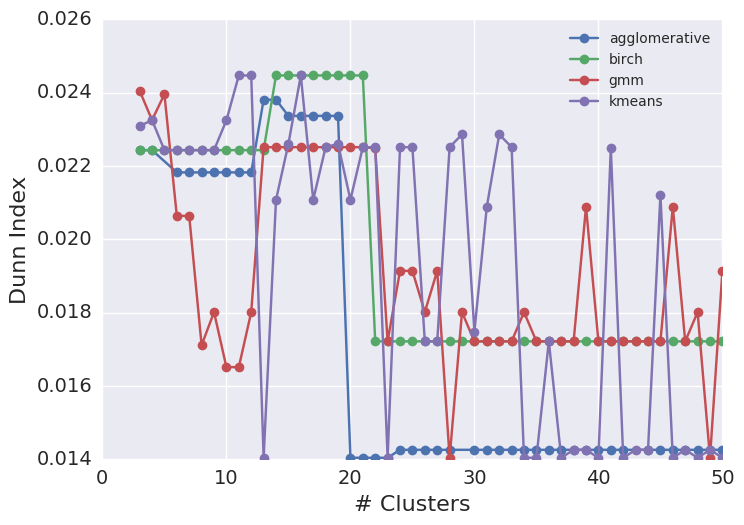 0.026
0.024
0.022
0.020
0.018
0.016
0.014
Dunn Index
0 10 20 30 40 50
# Clusters
agglomerative
birch
gmm
kmeans